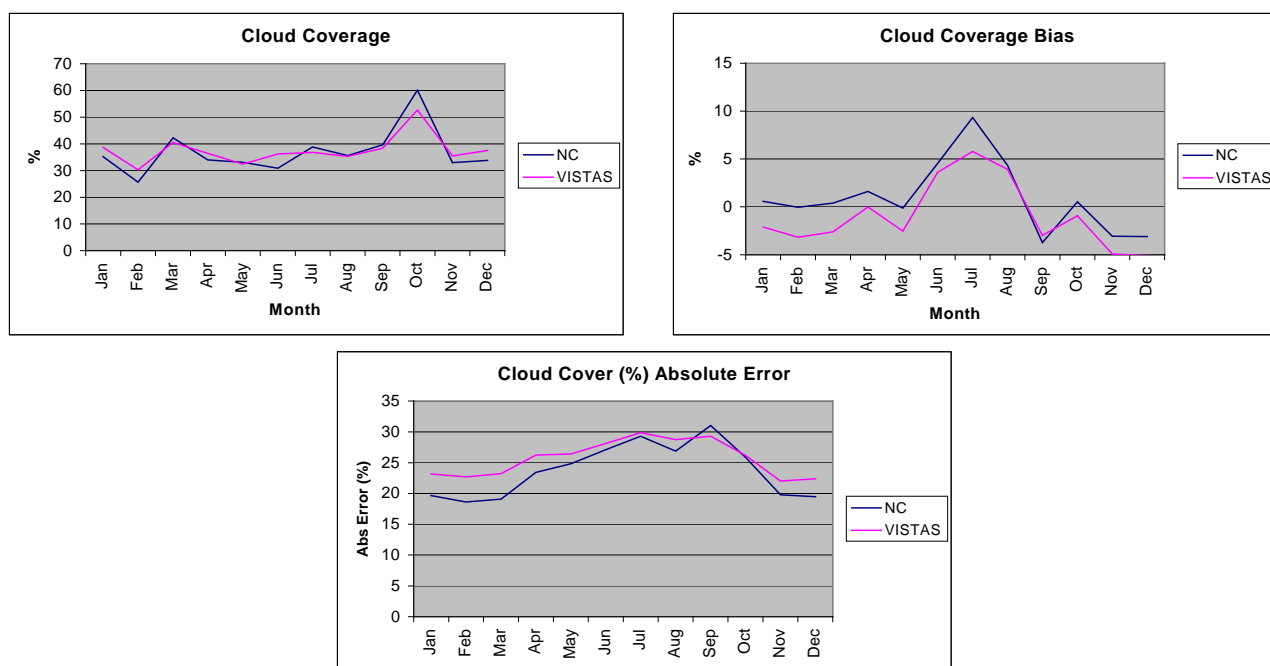 Cloud Coverage
70
60
50
40
30
20
10
0
%
Jan
Feb
Mar
Apr
May
Jun
Jul
Aug
Sep
Oct
Nov
Dec
Month
NC
VISTAS
Cloud Coverage Bias
15
10
5
0
-5
%
Jan
Feb
Mar
Apr
May
Jun
Jul
Aug
Sep
Oct
Nov
Dec
Month
NC
VISTAS
Cloud Cover (%) Absolute Error
35
30
25
20
15
10
5
0
Abs Error (%)
Jan
Feb
Mar
Apr
May
Jun
Jul
Aug
Sep
Oct
Nov
Dec
NC
VISTAS